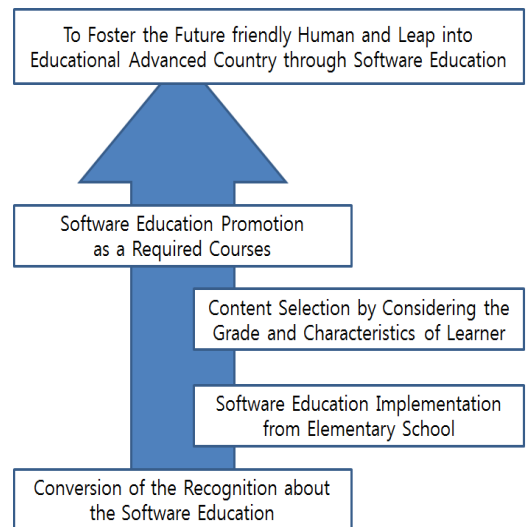 To Foster the Future friendly Human and Leap into
Educational Advanced Country through Software Education
Software Education Promotion
as a Required Courses
Content Selection by Considering the
Grade and Characteristics of Learner
Software Education Implementation
from Elementary School
Conversion of the Recognition about
the Software Education